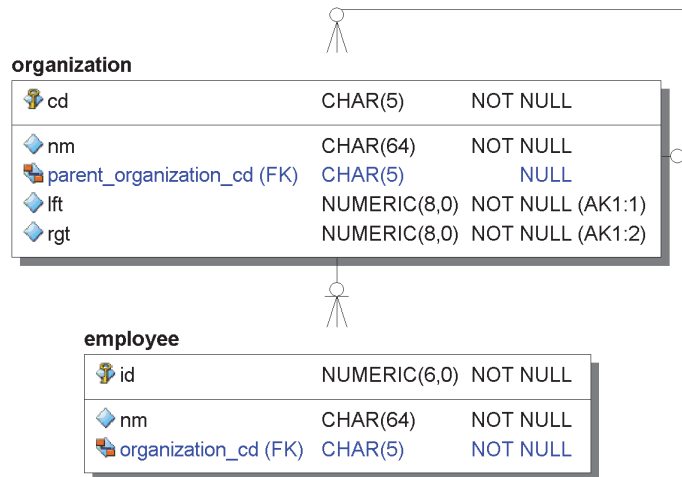 organization
cd CHAR(5) NOT NULL
nm CHAR(64) NOT NULL
parent_organization_cd (FK) CHAR(5) NULL
lft NUMERIC(8,0) NOT NULL (AK1:1)
rgt NUMERIC(8,0) NOT NULL (AK1:2)
employee
id NUMERIC(6,0) NOT NULL
nm CHAR(64) NOT NULL
organization_cd (FK) CHAR(5) NOT NULL